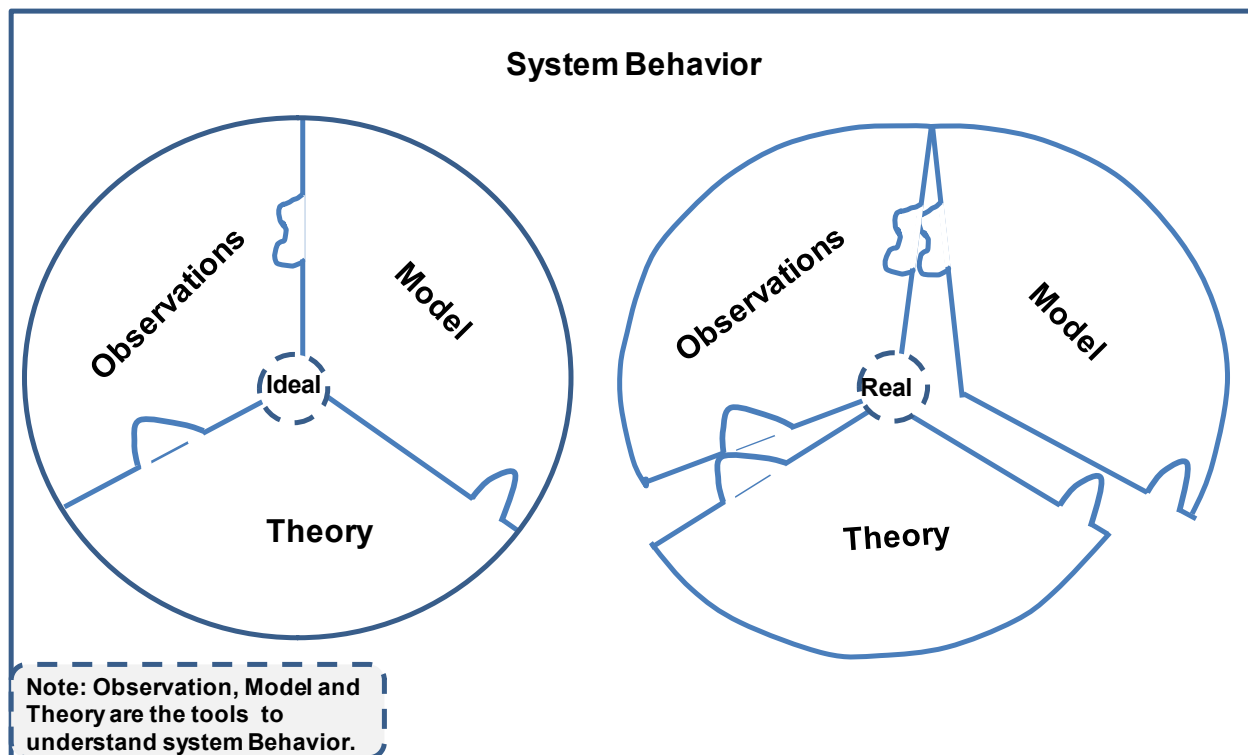 System Behavior
Observations
Model
Ideal
Theory
Observations
Model
Real
Theory
Note: Observation, Model and
Theory are the tools to
understand system Behavior.